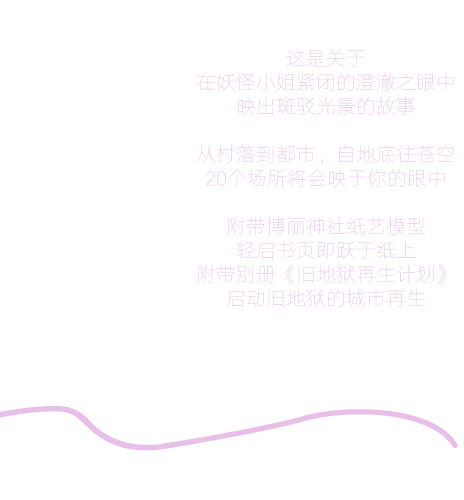 这是关于
在妖怪小姐紧闭的澄澈之眼中
映出斑驳光景的故事
从村落到都市，自地底往苍空
20个场所将会映于你的眼中
附带博丽神社纸艺模型
轻启书页即跃于纸上
附带别册《旧地狱再生计划》
启动旧地狱的城市再生